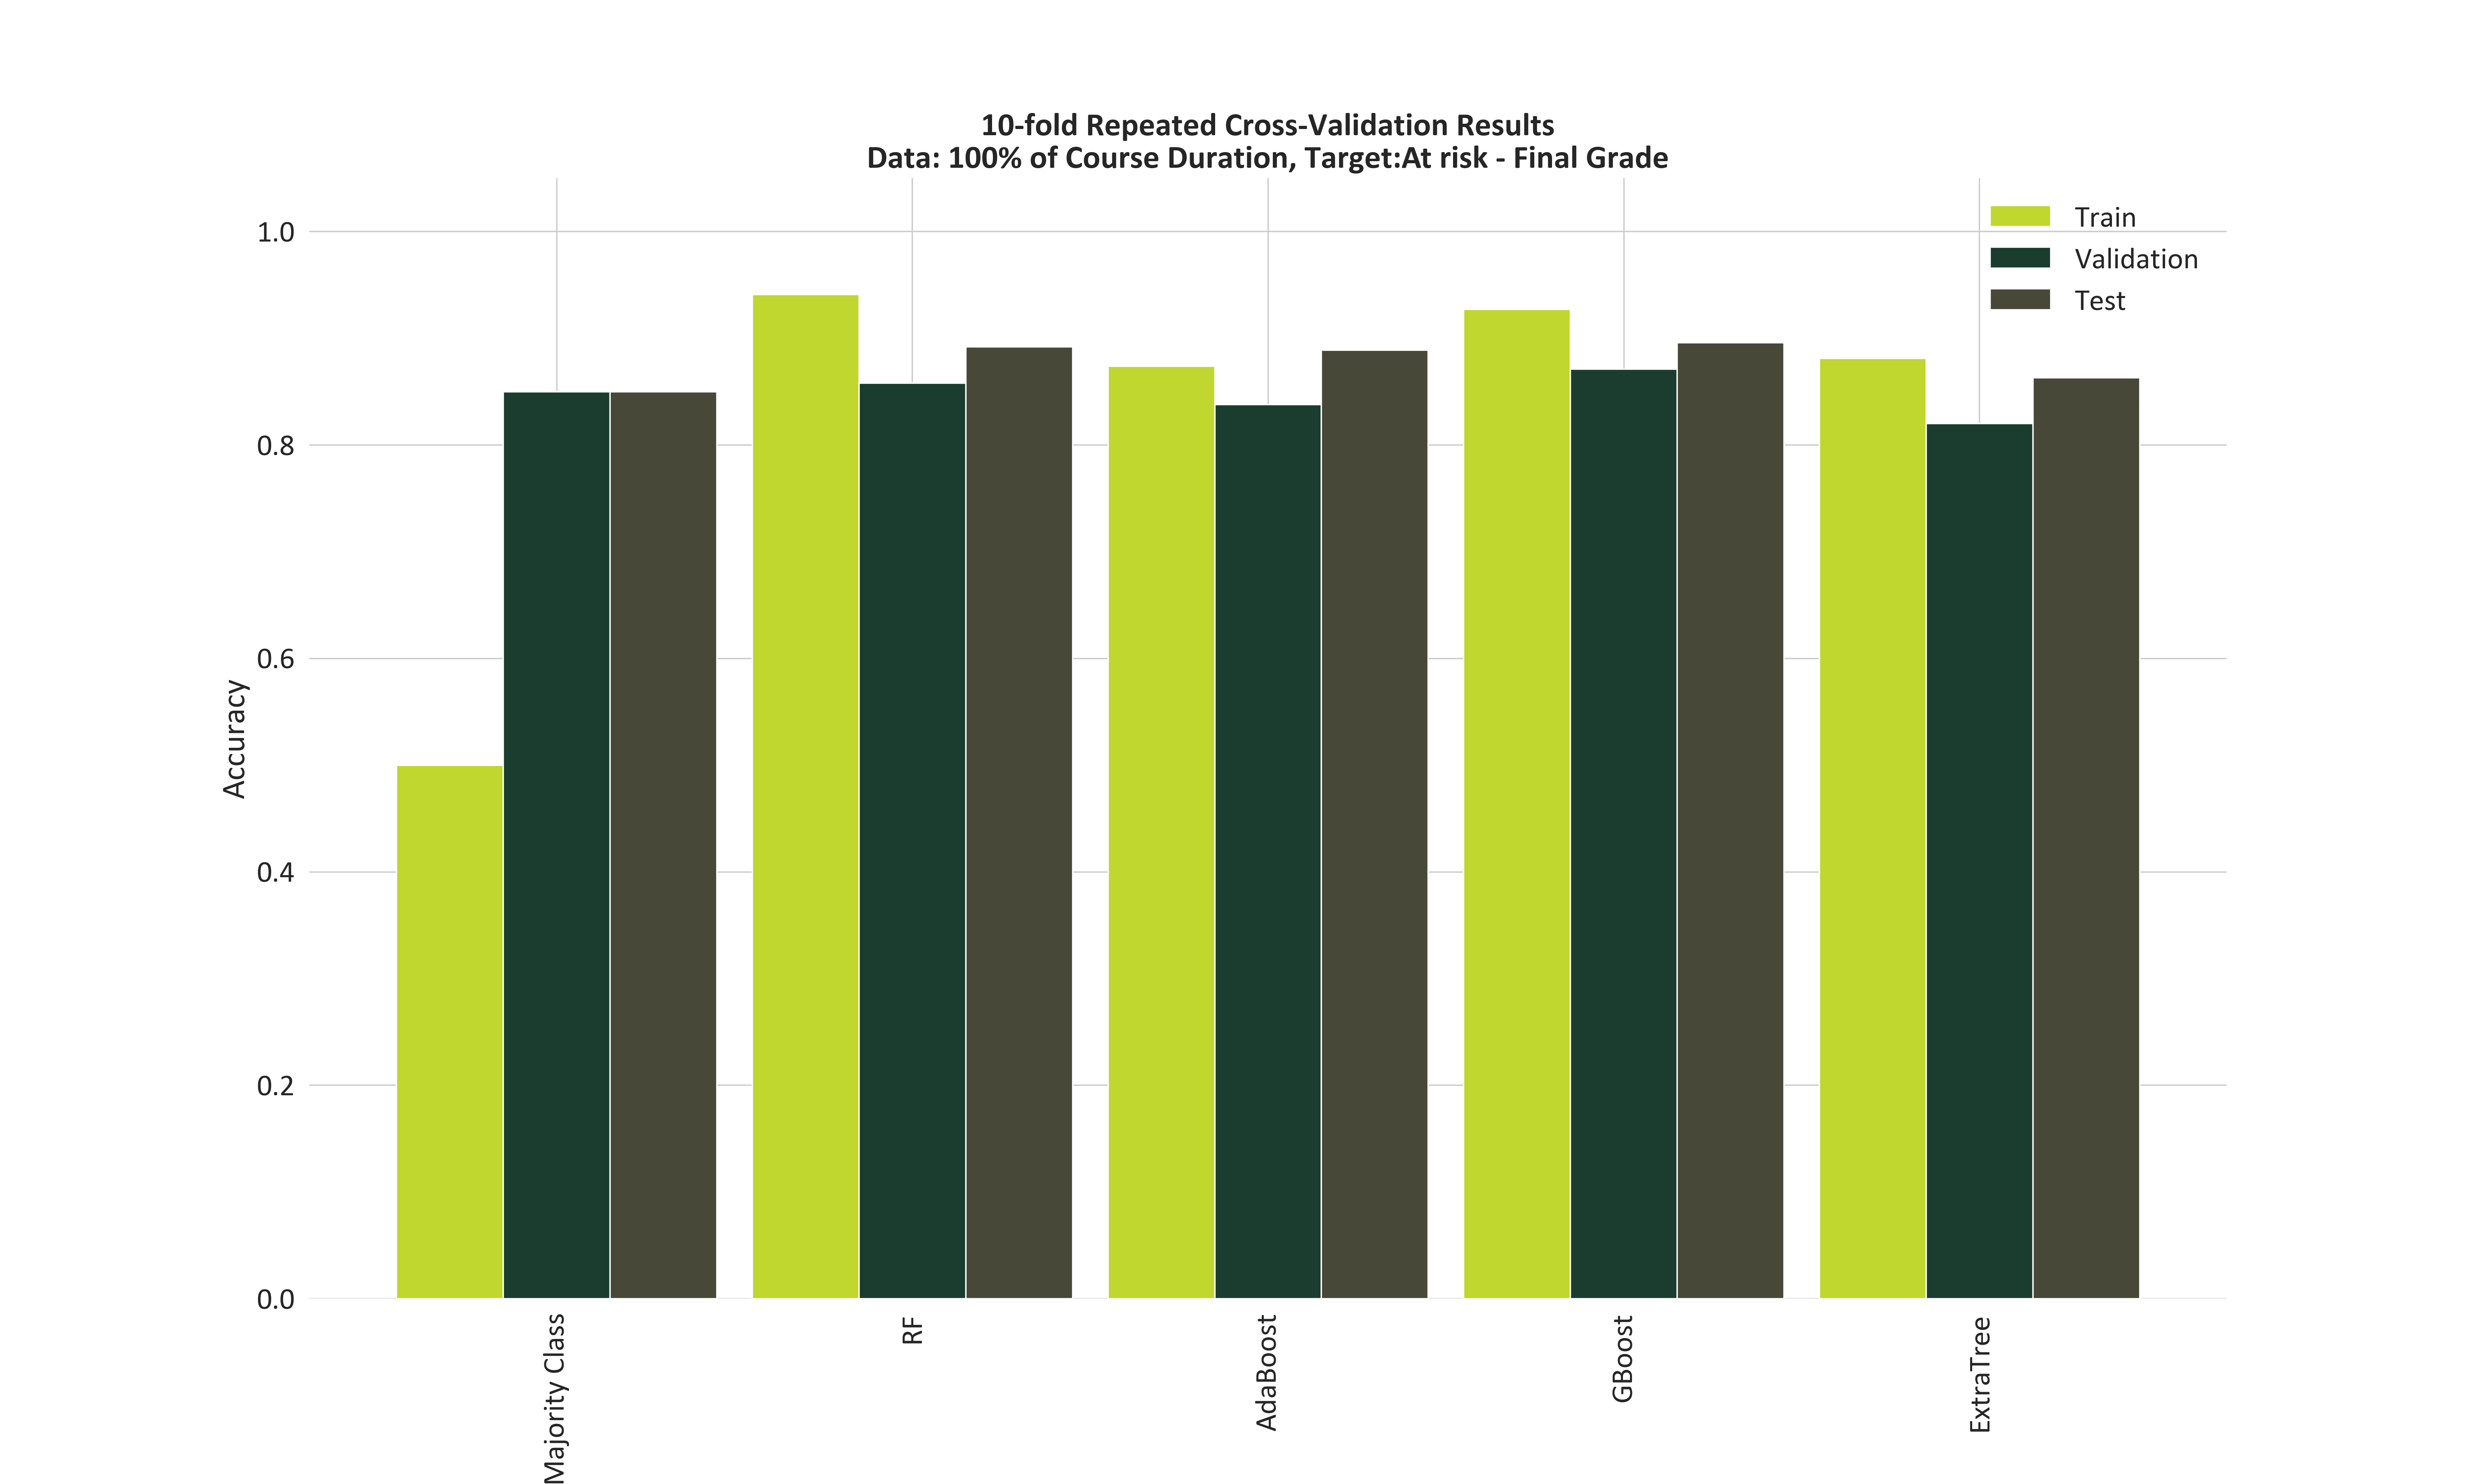 10-fold Repeated Cross-Validation Results
Data: 100% of Course Duration, Target:At risk - Final Grade
Train
Validation
Test
1.0
0.8
0.6
0.4
0.2
0.0
Accuracy
Majority Class
RF
AdaBoost
GBoost
ExtraTree